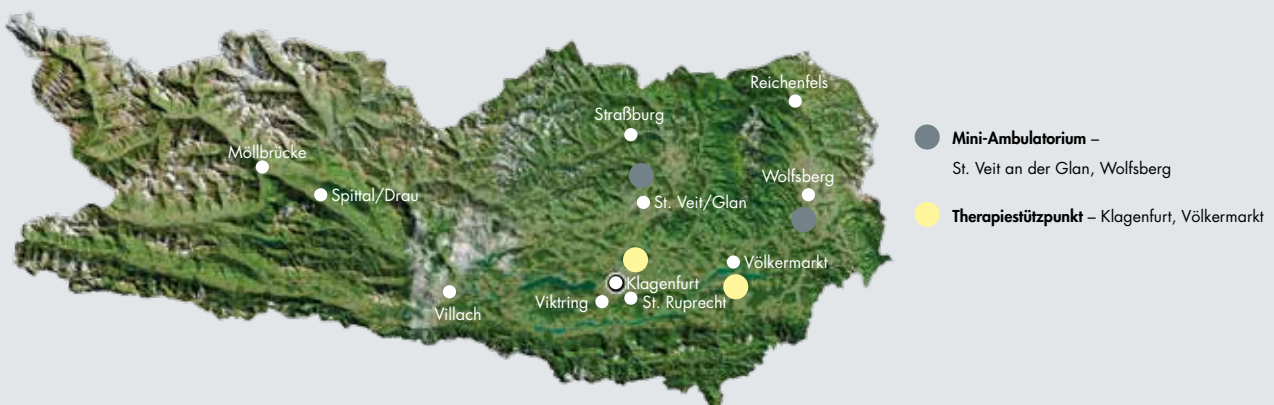 Reichenfels
Straßburg
Möllbrücke
Wolfsberg
Spittal/Drau
St. Veit/Glan
Völkermarkt
Klagenfurt
Viktring
St. Ruprecht
Villach
Mini-Ambulatorium –
St. Veit an der Glan, Wolfsberg
Therapiestützpunkt – Klagenfurt, Völkermarkt